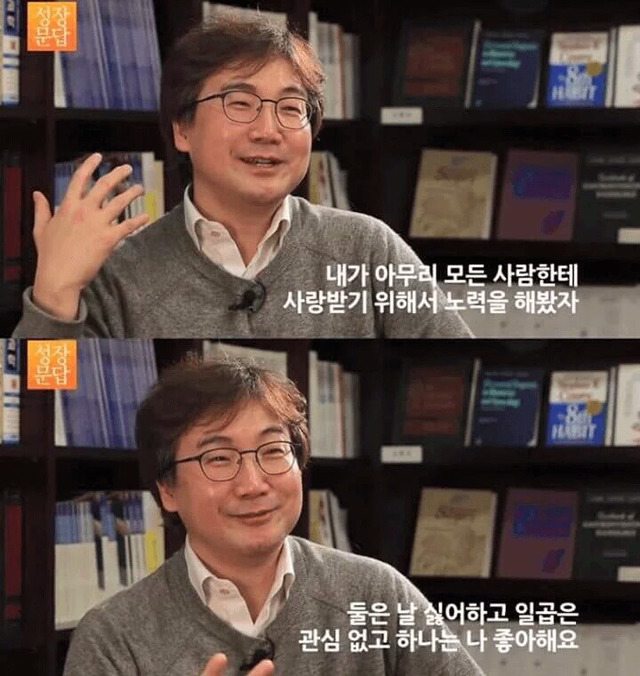 성장
문답
8th
HABIT
내가 아무리 모든 사람한테
사랑받기 위해서 노력을 해봤자
성장
문답
8th
HABIT
둘은 날 싫어하고 일곱은
관심 없고 하나는 나 좋아해요